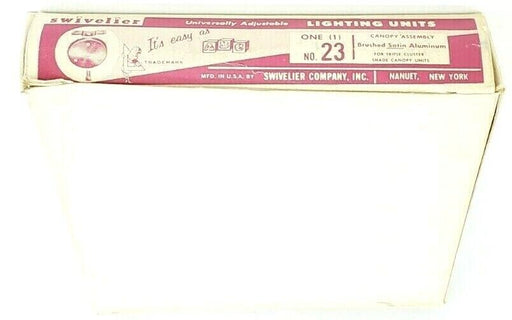 swivelier Universally Adjustable LIGHTING UNITS
It's easy as ABC
TRADEMARK
ONE (1)
NO. 23
CANOPY ASSEMBLY
Brushed Satin Aluminum
FOR TRIPLE CLUSTER
SHADE CANOPY UNITS
MFD. IN U.S.A. BY SWIVELIER COMPANY, INC. NANUET, NEW YORK